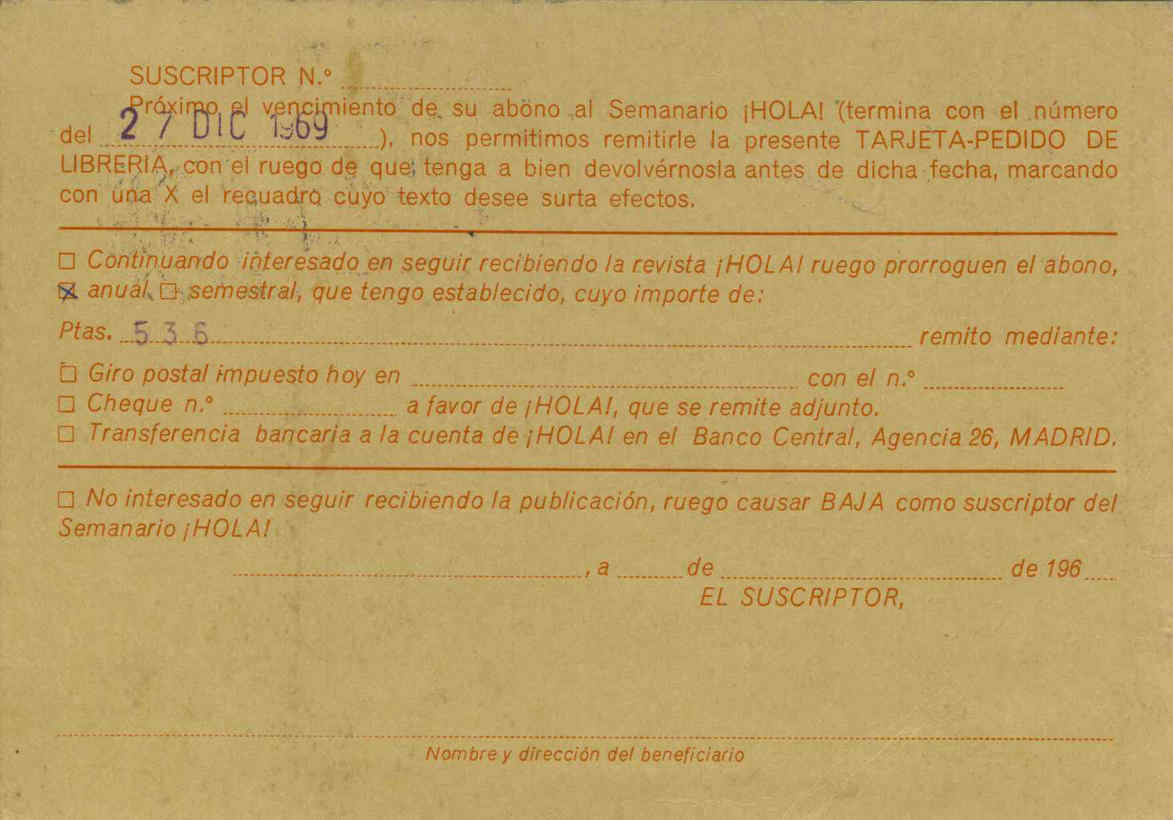 SUSCRIPTOR N.º
Próximo el vencimiento de su abono al Semanario ¡HOLA! (termina con el número
del 27 DIC 1969 ), nos permitimos remitirle la presente TARJETA-PEDIDO DE
LIBRERIA, con el ruego de que tenga a bien devolvérnosla antes de dicha fecha, marcando
con una X el recuadro cuyo texto desee surta efectos.
☐ Continuando interesado en seguir recibiendo la revista ¡HOLA! ruego prorroguen el abono,
☒ anual, ☐ semestral, que tengo establecido, cuyo importe de:
Ptas. 536 remito mediante:
☐ Giro postal impuesto hoy en con el n.º
☐ Cheque n.º a favor de ¡HOLA!, que se remite adjunto.
☐ Transferencia bancaria a la cuenta de ¡HOLA! en el Banco Central, Agencia 26, MADRID.
☐ No interesado en seguir recibiendo la publicación, ruego causar BAJA como suscriptor del
Semanario ¡HOLA!
, a de de 196
EL SUSCRIPTOR,
Nombre y dirección del beneficiario